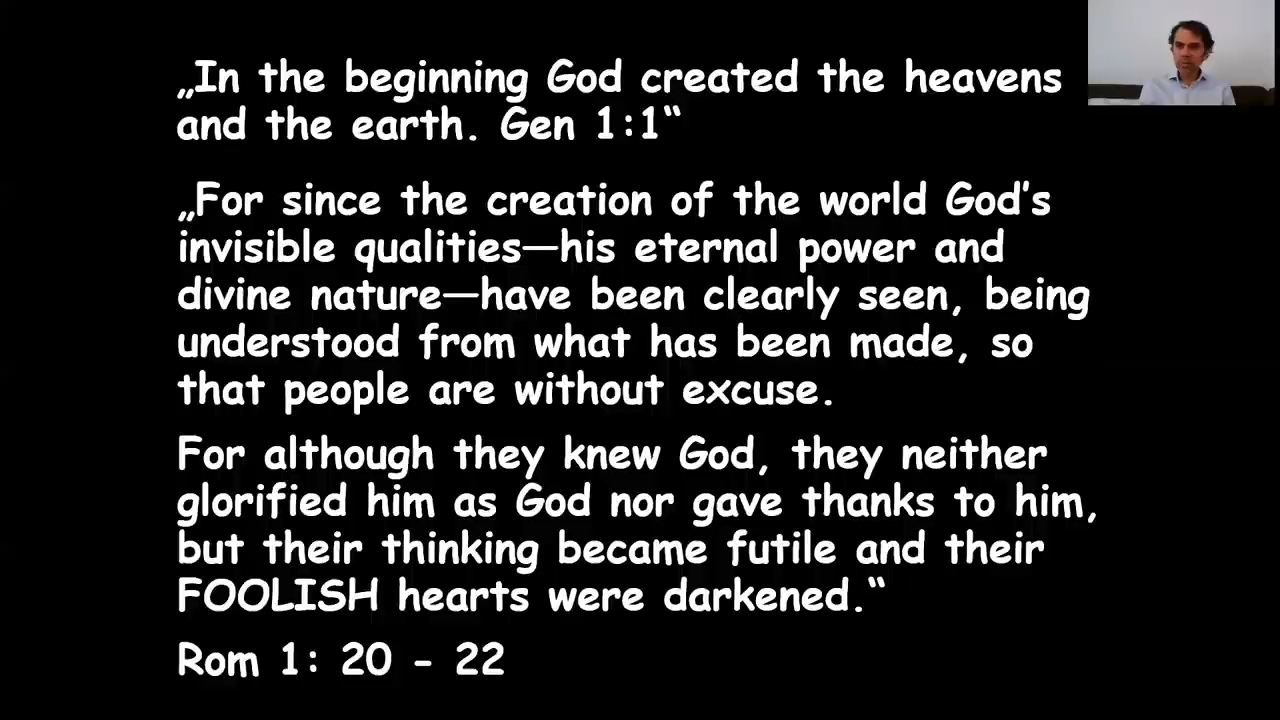 „In the beginning God created the heavens
and the earth. Gen 1:1“
„For since the creation of the world God's
invisible qualities—his eternal power and
divine nature—have been clearly seen, being
understood from what has been made, so
that people are without excuse.
For although they knew God, they neither
glorified him as God nor gave thanks to him,
but their thinking became futile and their
FOOLISH hearts were darkened.“
Rom 1: 20 - 22